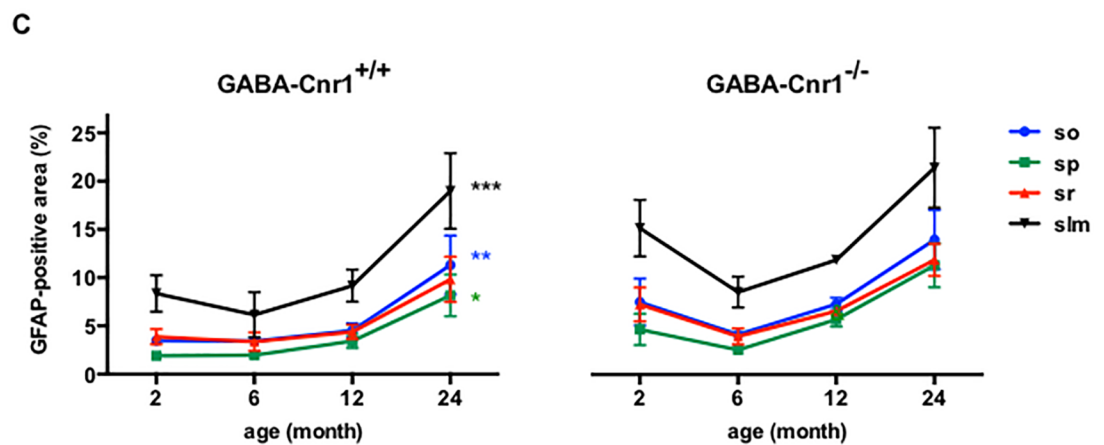 C
GABA-Cnr1+/+
GABA-Cnr1-/-
GFAP-positive area (%)
25
20
15
10
5
0
***
**
*
2 6 12 24
age (month)
2 6 12 24
age (month)
so
sp
sr
slm